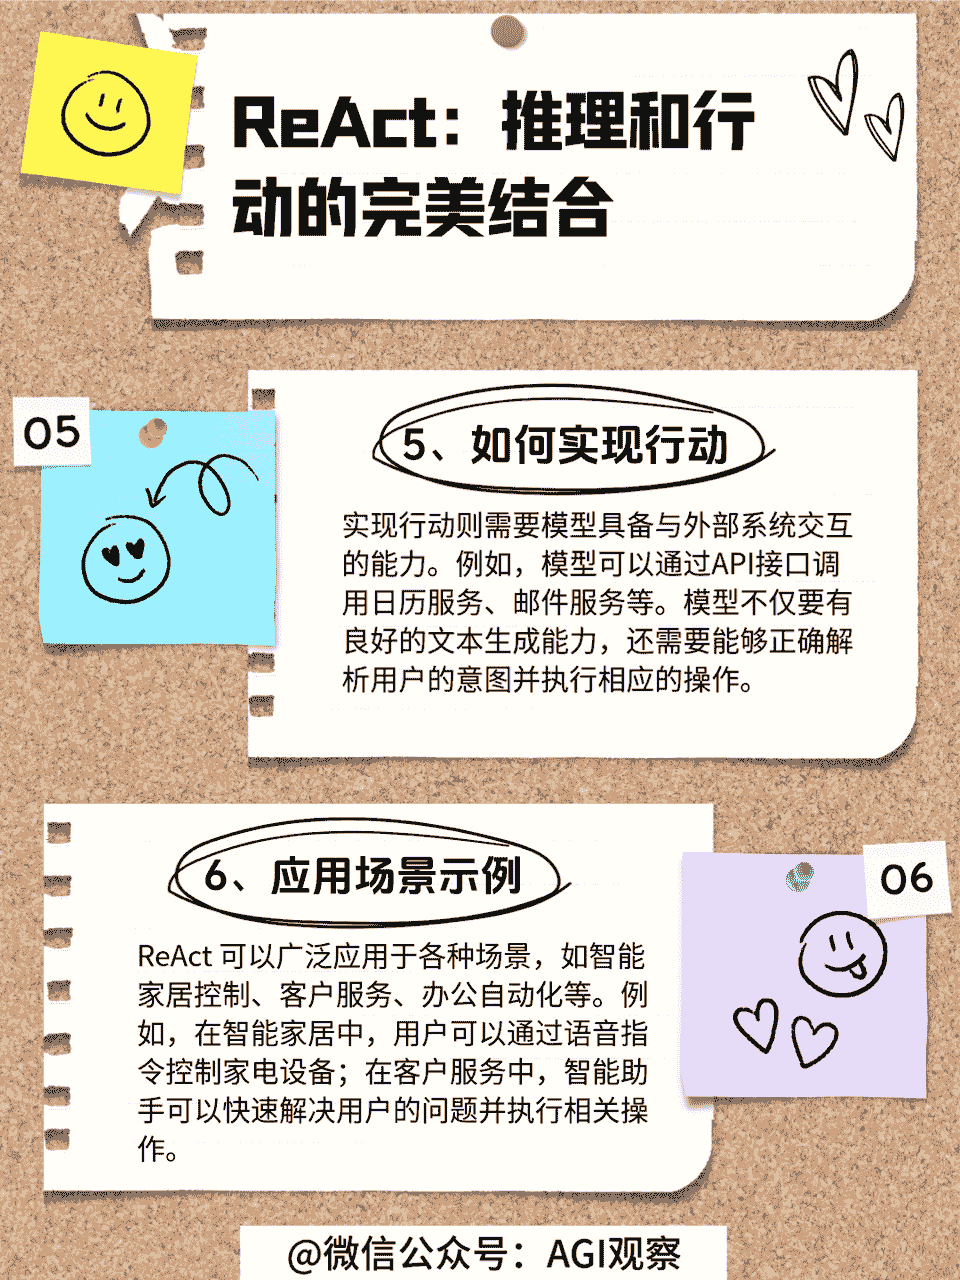 ReAct：推理和行
动的完美结合
05
5、如何实现行动
实现行动则需要模型具备与外部系统交互
的能力。例如，模型可以通过API接口调
用日历服务、邮件服务等。模型不仅要有
良好的文本生成能力，还需要能够正确解
析用户的意图并执行相应的操作。
6、应用场景示例
06
ReAct 可以广泛应用于各种场景，如智能
家居控制、客户服务、办公自动化等。例
如，在智能家居中，用户可以通过语音指
令控制家电设备；在客户服务中，智能助
手可以快速解决用户的问题并执行相关操
作。
@微信公众号：AGI观察